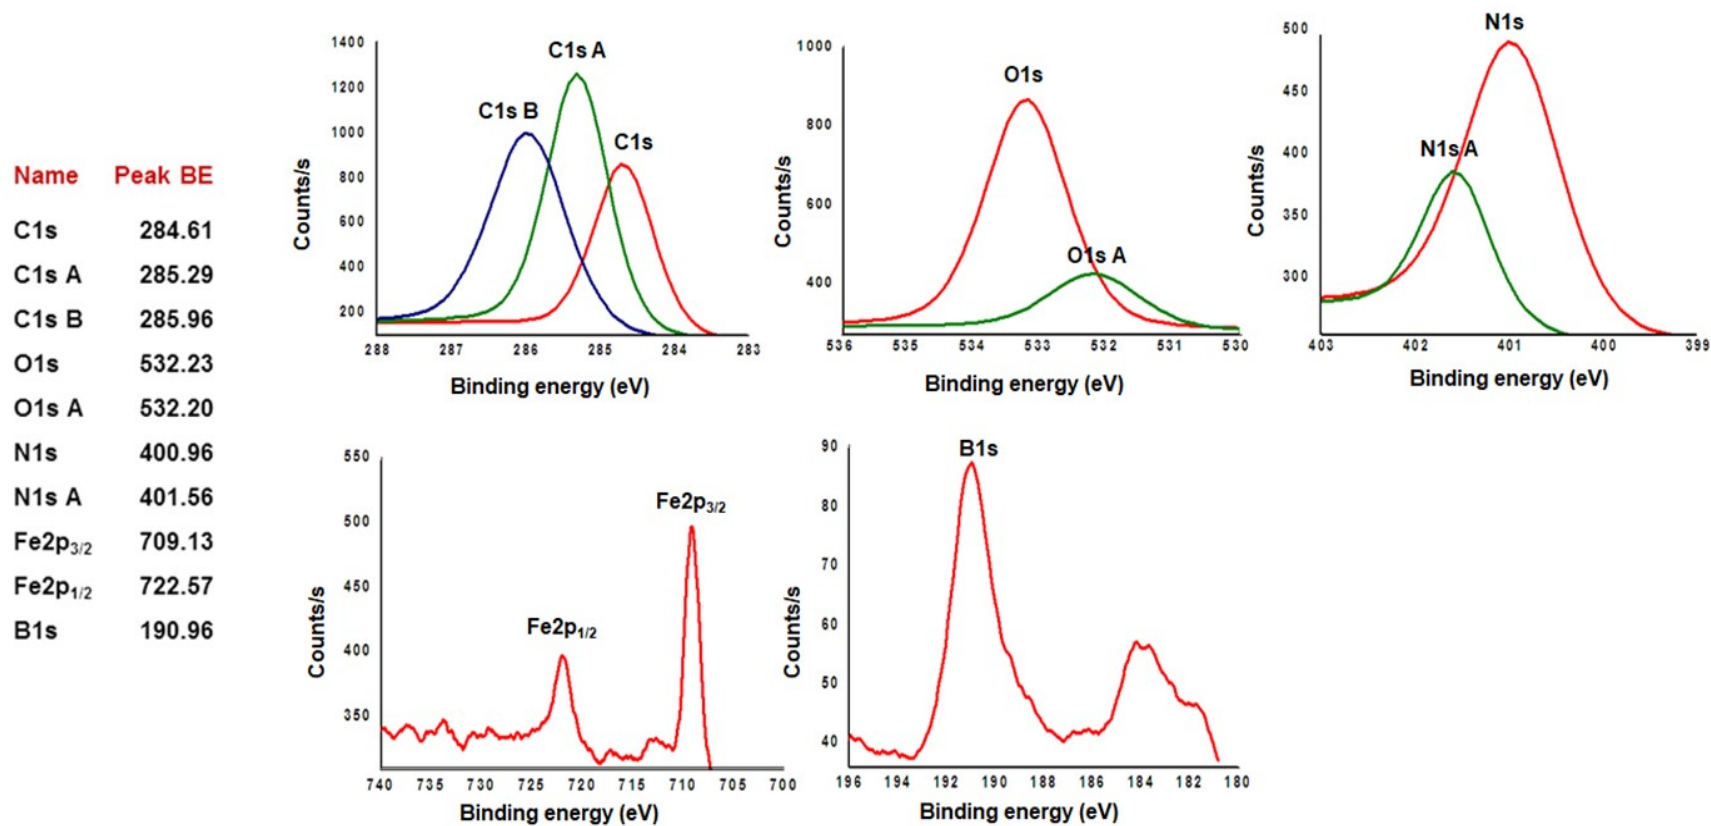 Name Peak BE
C1s 284.61
C1s A 285.29
C1s B 285.96
O1s 532.23
O1s A 532.20
N1s 400.96
N1s A 401.56
Fe2p3/2 709.13
Fe2p1/2 722.57
B1s 190.96
1400
1200
1000
800
600
400
200
Counts/s
C1s A
C1s B
C1s
288 287 286 285 284 283
Binding energy (eV)
1000
800
600
400
Counts/s
O1s
O1s A
536 535 534 533 532 531 530
Binding energy (eV)
500
450
400
350
300
Counts/s
N1s
N1s A
403 402 401 400 399
Binding energy (eV)
550
500
450
400
350
Counts/s
Fe2p3/2
Fe2p1/2
740 735 730 725 720 715 710 705 700
Binding energy (eV)
90
80
70
60
50
40
Counts/s
B1s
196 194 192 190 188 186 184 182 180
Binding energy (eV)